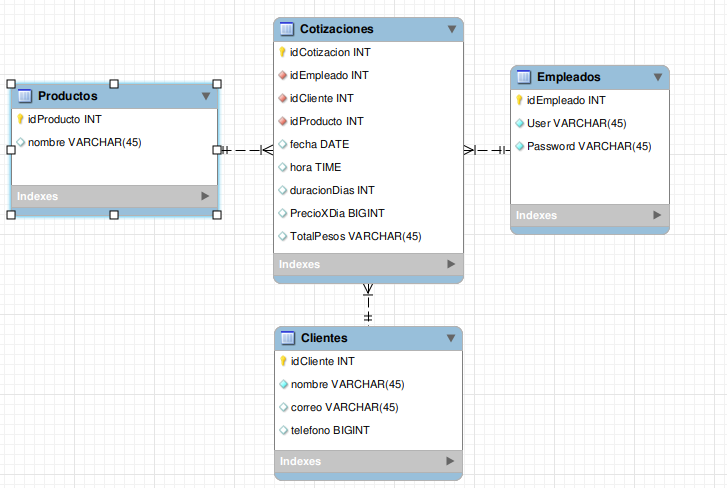 Productos
idProducto INT
nombre VARCHAR(45)
Indexes
Cotizaciones
idCotizacion INT
idEmpleado INT
idCliente INT
idProducto INT
fecha DATE
hora TIME
duracionDias INT
PrecioXDia BIGINT
TotalPesos VARCHAR(45)
Indexes
Empleados
idEmpleado INT
User VARCHAR(45)
Password VARCHAR(45)
Indexes
Clientes
idCliente INT
nombre VARCHAR(45)
correo VARCHAR(45)
telefono BIGINT
Indexes